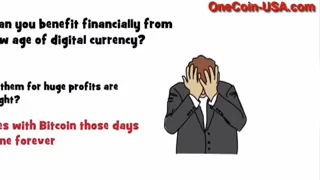 OneCoin-USA.com
an you benefit financially from
w age of digital currency?
them for huge profits are
ght?
es with Bitcoin those days
ne forever